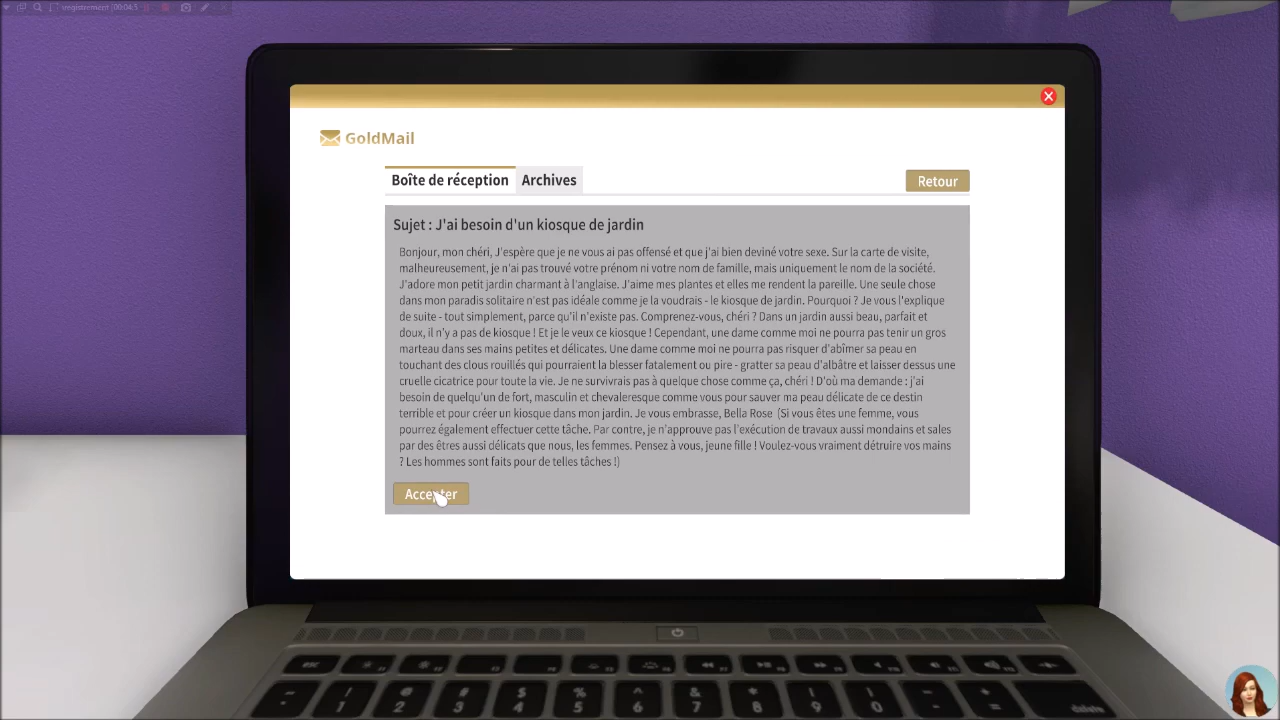 GoldMail
Boîte de réception Archives
Retour
Sujet : J'ai besoin d'un kiosque de jardin
Bonjour, mon chéri, J'espère que je ne vous ai pas offensé et que j'ai bien deviné votre sexe. Sur la carte de visite,
malheureusement, je n'ai pas trouvé votre prénom ni votre nom de famille, mais uniquement le nom de la société.
J'adore mon petit jardin charmant à l'anglaise. J'aime mes plantes et elles me rendent la pareille. Une seule chose
dans mon paradis solitaire n'est pas idéale comme je la voudrais - le kiosque de jardin. Pourquoi ? Je vous l'explique
de suite - tout simplement, parce qu'il n'existe pas. Comprenez-vous, chéri ? Dans un jardin aussi beau, parfait et
doux, il n'y a pas de kiosque ! Et je le veux ce kiosque ! Cependant, une dame comme moi ne pourra pas tenir un gros
marteau dans ses mains petites et délicates. Une dame comme moi ne pourra pas risquer d'abîmer sa peau en
touchant des clous rouillés qui pourraient la blesser fatalement ou pire - gratter sa peau d'albâtre et laisser dessus une
cruelle cicatrice pour toute la vie. Je ne survivrais pas à quelque chose comme ça, chéri ! D'où ma demande : j'ai
besoin de quelqu'un de fort, masculin et chevaleresque comme vous pour sauver ma peau délicate de ce destin
terrible et pour créer un kiosque dans mon jardin. Je vous embrasse, Bella Rose (Si vous êtes une femme, vous
pourrez également effectuer cette tâche. Par contre, je n'approuve pas l'exécution de travaux aussi mondains et sales
par des êtres aussi délicats que nous, les femmes. Pensez à vous, jeune fille ! Voulez-vous vraiment détruire vos mains
? Les hommes sont faits pour de telles tâches !)
Accepter
esc
1 2 3 4 5 6 7 8 9 0 - =
delete